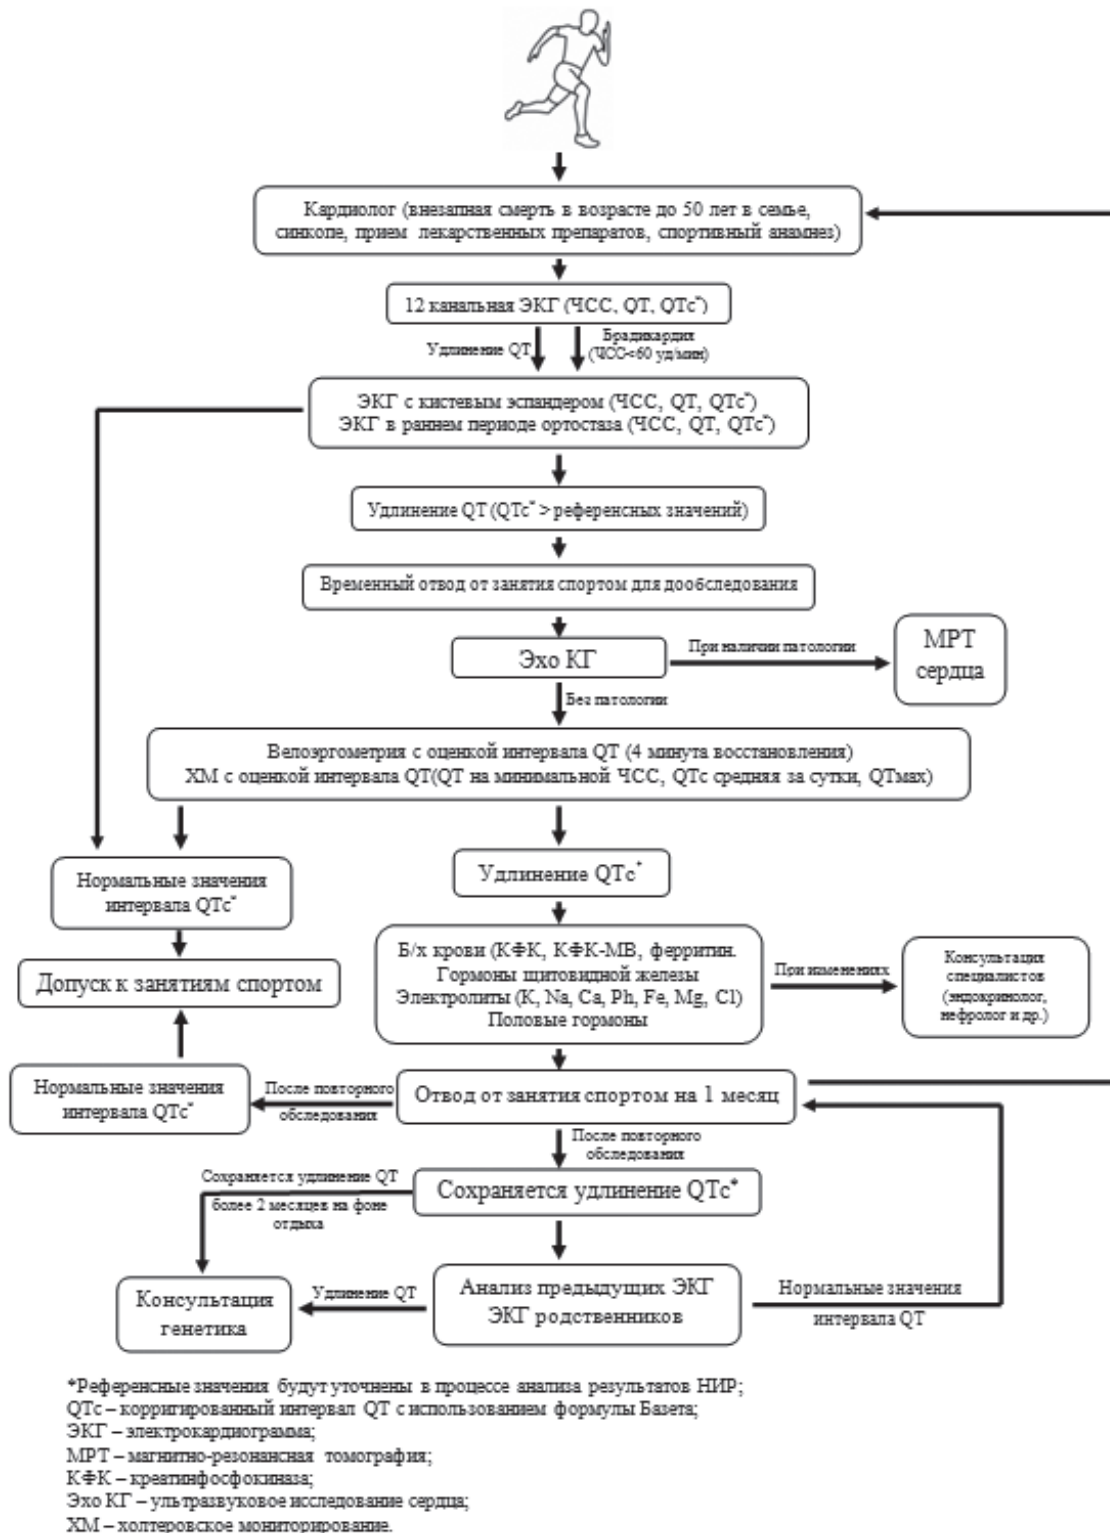 Кардиолог (внезапная смерть в возрасте до 50 лет в семье,
синкопе, прием лекарственных препаратов, спортивный анамнез)
12 канальная ЭКГ (ЧСС, QT, QTc*)
Удлинение QT
Брадикардия
(ЧСС<60 уд/мин)
ЭКГ с кистевым эспандером (ЧСС, QT, QTc*)
ЭКГ в раннем периоде ортостаза (ЧСС, QT, QTc*)
Удлинение QT (QTc* > референсных значений)
Временный отвод от занятия спортом для дообследования
Эхо КГ
При наличии патологии
МРТ
сердца
Без патологии
Велоэргометрия с оценкой интервала QT (4 минута восстановления)
ХМ с оценкой интервала QT(QT на минимальной ЧСС, QTc средняя за сутки, QTмах)
Нормальные значения
интервала QTc*
Удлинение QTc*
Допуск к занятиям спортом
Б/х крови (КФК, КФК-МВ, ферритин.
Гормоны щитовидной железы
Электролиты (K, Na, Ca, Ph, Fe, Mg, Cl)
Половые гормоны
При изменениях
Консультация
специалистов
(эндокринолог,
нефролог и др.)
Нормальные значения
интервала QTc*
После повторного
обследования
Отвод от занятия спортом на 1 месяц
После повторного
обследования
Сохраняется удлинение QT
более 2 месяцев на фоне
отдыха
Сохраняется удлинение QTc*
Консультация
генетика
Удлинение QT
Анализ предыдущих ЭКГ
ЭКГ родственников
Нормальные значения
интервала QT
*Референсные значения будут уточнены в процессе анализа результатов НИР;
QTc – корригированный интервал QT с использованием формулы Базета;
ЭКГ – электрокардиограмма;
МРТ – магнитно-резонансная томография;
КФК – креатинфосфокиназа;
Эхо КГ – ультразвуковое исследование сердца;
ХМ – холтеровское мониторирование.